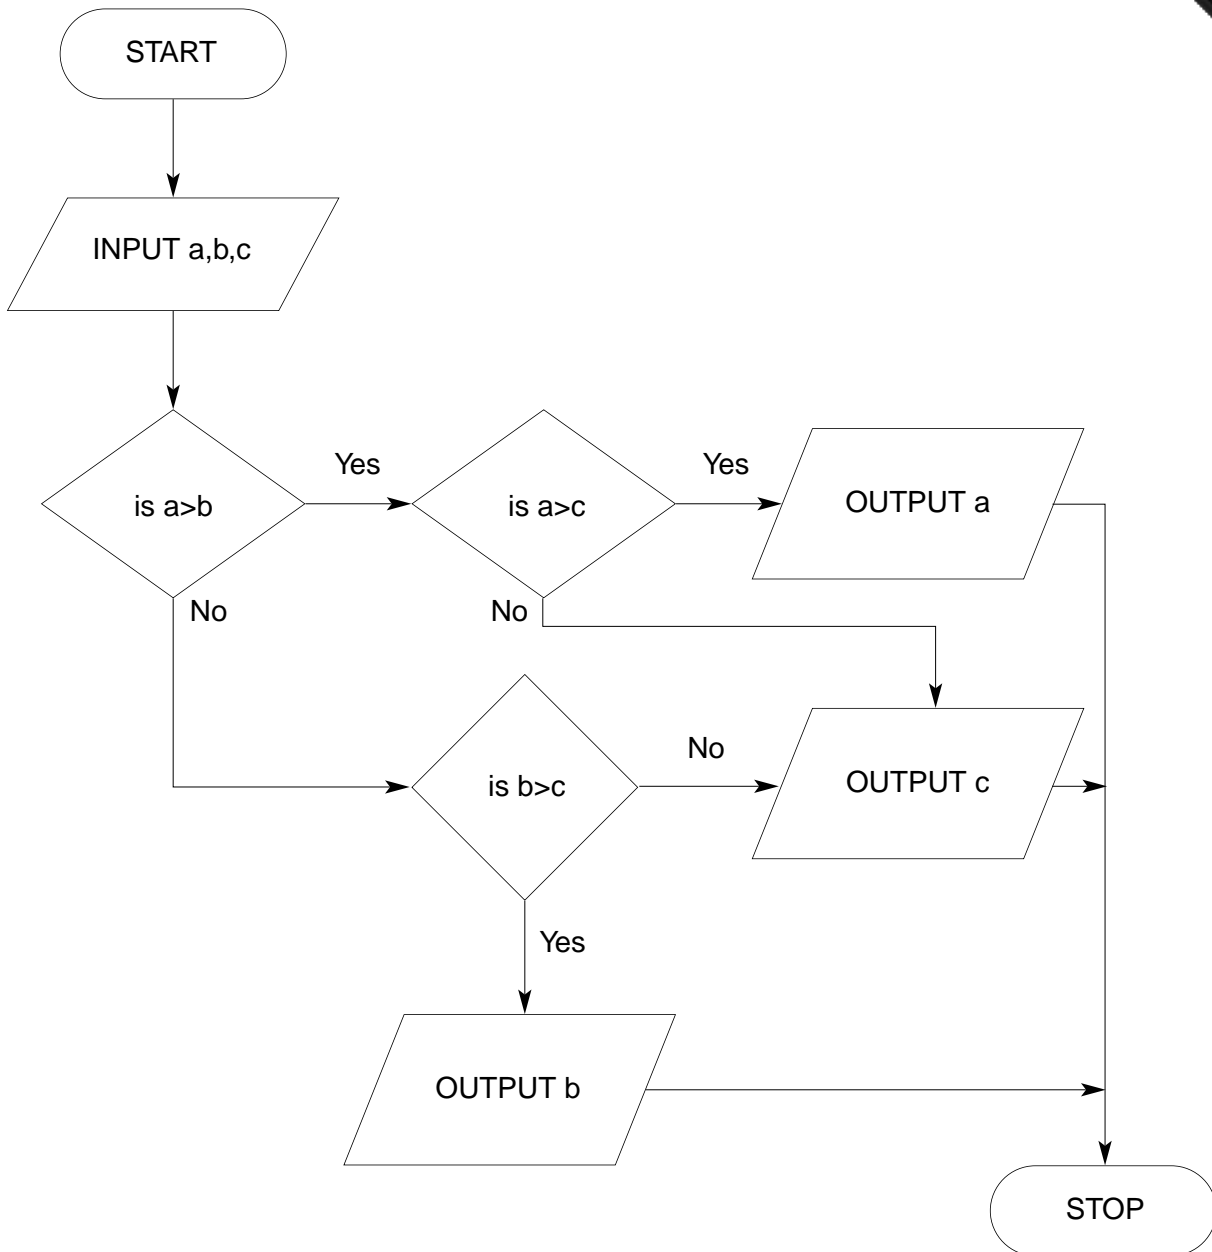 START
INPUT a,b,c
is a>b
Yes
is a>c
Yes
OUTPUT a
No
No
is b>c
No
OUTPUT c
Yes
OUTPUT b
STOP